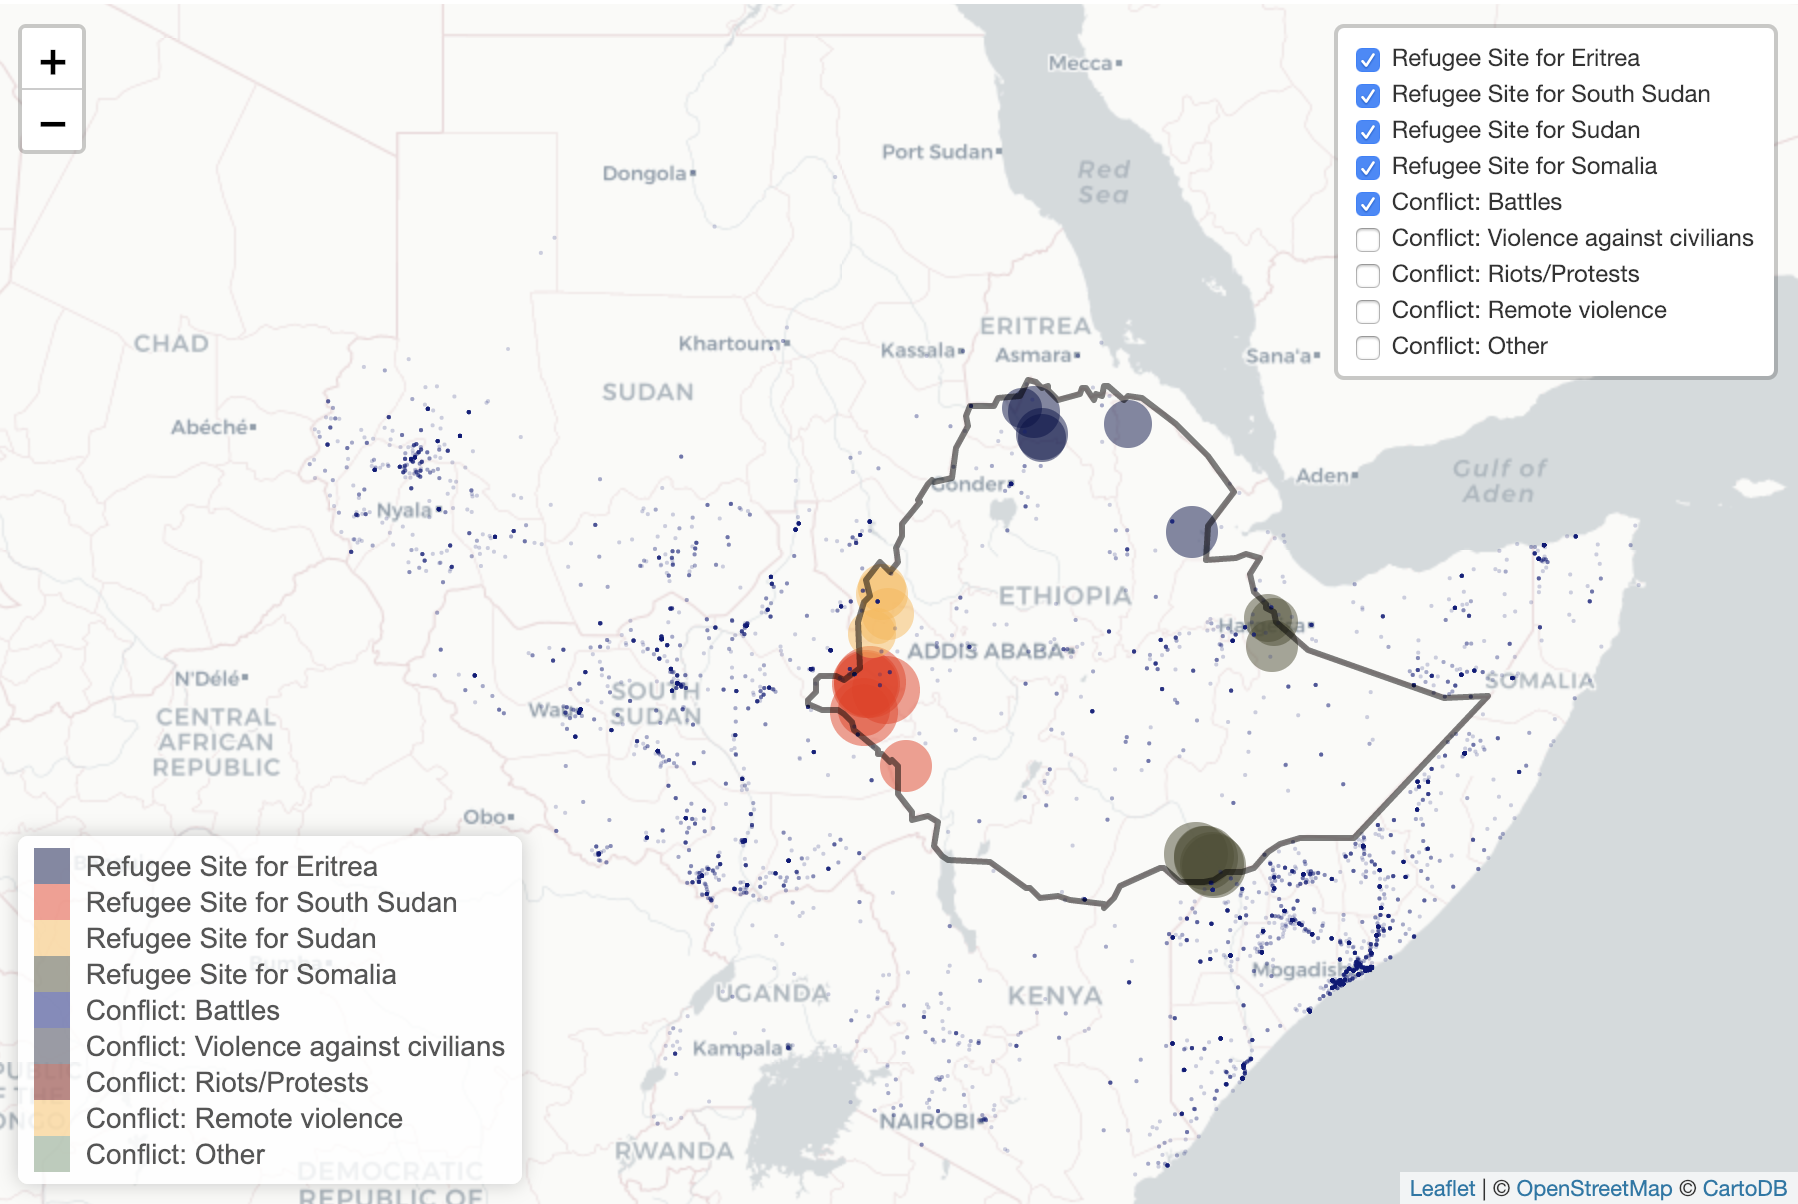 +
−
Refugee Site for Eritrea
Refugee Site for South Sudan
Refugee Site for Sudan
Refugee Site for Somalia
Conflict: Battles
Conflict: Violence against civilians
Conflict: Riots/Protests
Conflict: Remote violence
Conflict: Other
Mecca
Port Sudan
Red
Sea
Dongola
ERITREA
CHAD
Khartoum
Kassala
Asmara
Sana'a
SUDAN
Abéché
Gulf of
Aden
Aden
Gonder
Nyala
ETHIOPIA
ADDIS ABABA
N'Délé
SOUTH
SUDAN
SOMALIA
CENTRAL
AFRICAN
REPUBLIC
Obo
Mogadish
UGANDA
KENYA
Kampala
NAIROBI
RWANDA
DEMOCRATIC
REPUBLIC OF
Refugee Site for Eritrea
Refugee Site for South Sudan
Refugee Site for Sudan
Refugee Site for Somalia
Conflict: Battles
Conflict: Violence against civilians
Conflict: Riots/Protests
Conflict: Remote violence
Conflict: Other
Leaflet | © OpenStreetMap © CartoDB